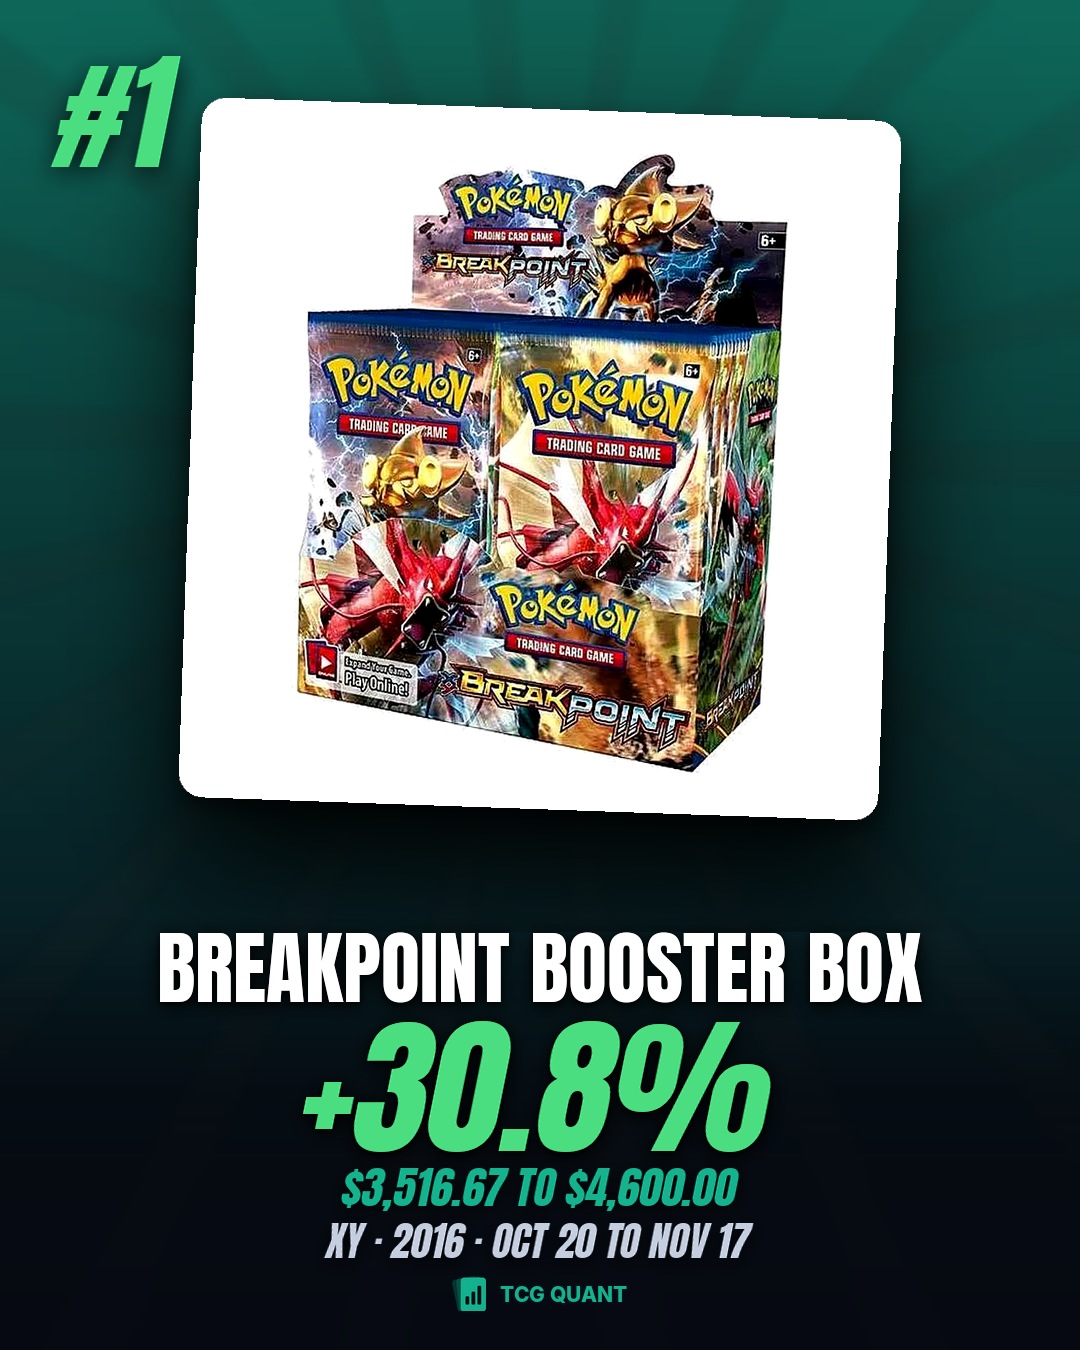 #1
POKéMON
TRADING CARD GAME
BREAKPOINT
6+
POKéMON
TRADING CARD GAME
6+
POKéMON
TRADING CARD GAME
6+
POKéMON
TRADING CARD GAME
BREAKPOINT
Expand Your Game.
Play Online!
BREAKPOINT
BREAKPOINT BOOSTER BOX
+30.8%
$3,516.67 TO $4,600.00
XY · 2016 · OCT 20 TO NOV 17
TCG QUANT